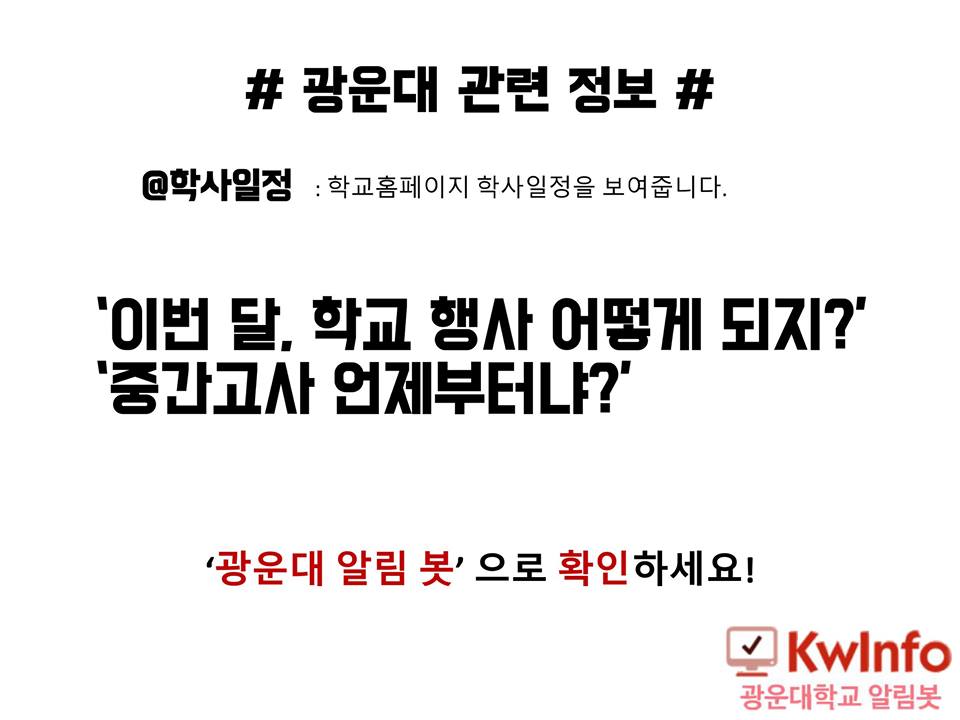 # 광운대 관련 정보 #
@학사일정 : 학교홈페이지 학사일정을 보여줍니다.
‘이번 달, 학교 행사 어떻게 되지?’
‘중간고사 언제부터냐?’
‘광운대 알림 봇’ 으로 확인하세요!
KwInfo
광운대학교 알림봇